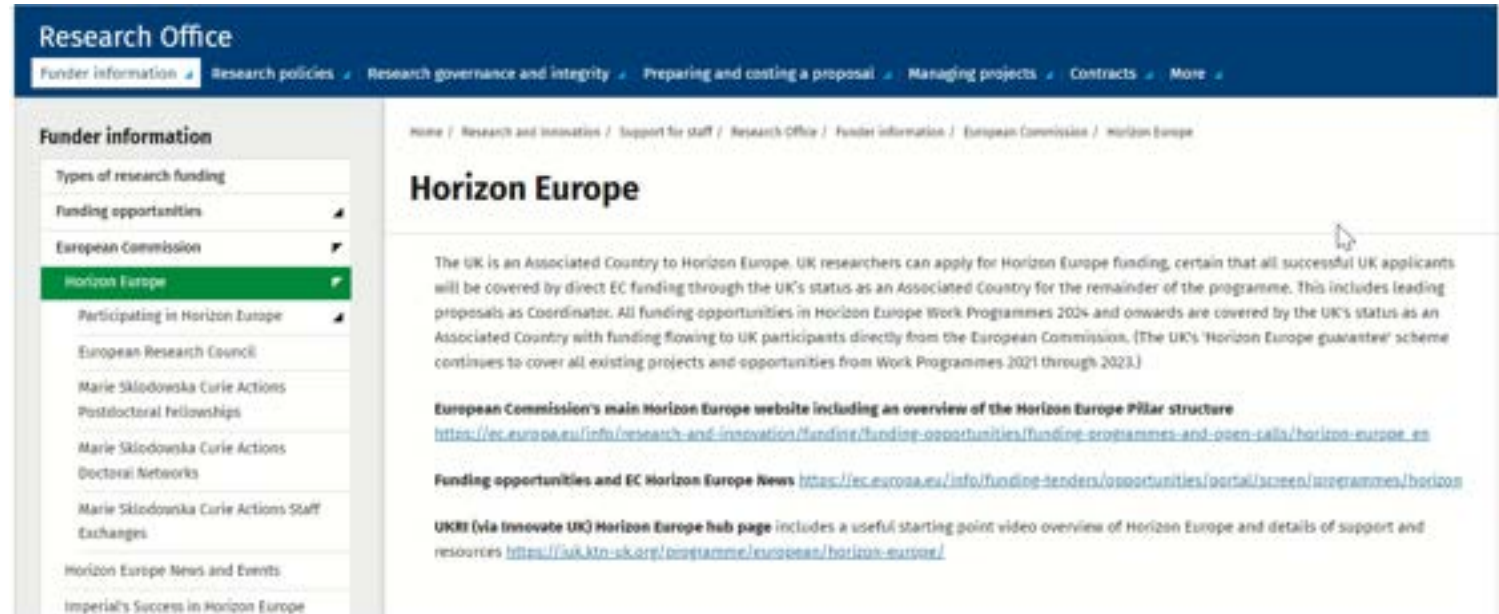 Research Office
Funder information Research policies Research governance and integrity Preparing and costing a proposal Managing projects Contracts More
Funder information
Types of research funding
Funding opportunities
European Commission
Horizon Europe
Participating in Horizon Europe
European Research Council
Marie Sklodowska Curie Actions
Postdoctoral Fellowships
Marie Sklodowska Curie Actions
Doctoral Networks
Marie Sklodowska Curie Actions Staff
Exchanges
Horizon Europe News and Events
Imperial's Success in Horizon Europe
Home / Research and Innovation / Support for staff / Research Office / Funder information / European Commission / Horizon Europe
Horizon Europe
The UK is an Associated Country to Horizon Europe. UK researchers can apply for Horizon Europe funding, certain that all successful UK applicants
will be covered by direct EC funding through the UK's status as an Associated Country for the remainder of the programme. This includes leading
proposals as Coordinator. All funding opportunities in Horizon Europe Work Programmes 2024 and onwards are covered by the UK's status as an
Associated Country with funding flowing to UK participants directly from the European Commission. (The UK's 'Horizon Europe guarantee' scheme
continues to cover all existing projects and opportunities from Work Programmes 2021 through 2023.)
European Commission's main Horizon Europe website including an overview of the Horizon Europe Pillar structure
https://ec.europa.eu/info/research-and-innovation/funding/funding-opportunities/funding-programmes-and-open-calls/horizon-europe_en
Funding opportunities and EC Horizon Europe News https://ec.europa.eu/info/funding-tenders/opportunities/portal/screen/programmes/horizon
UKRI (via Innovate UK) Horizon Europe hub page includes a useful starting point video overview of Horizon Europe and details of support and
resources https://iuk.ktn-uk.org/programme/european/horizon-europe/